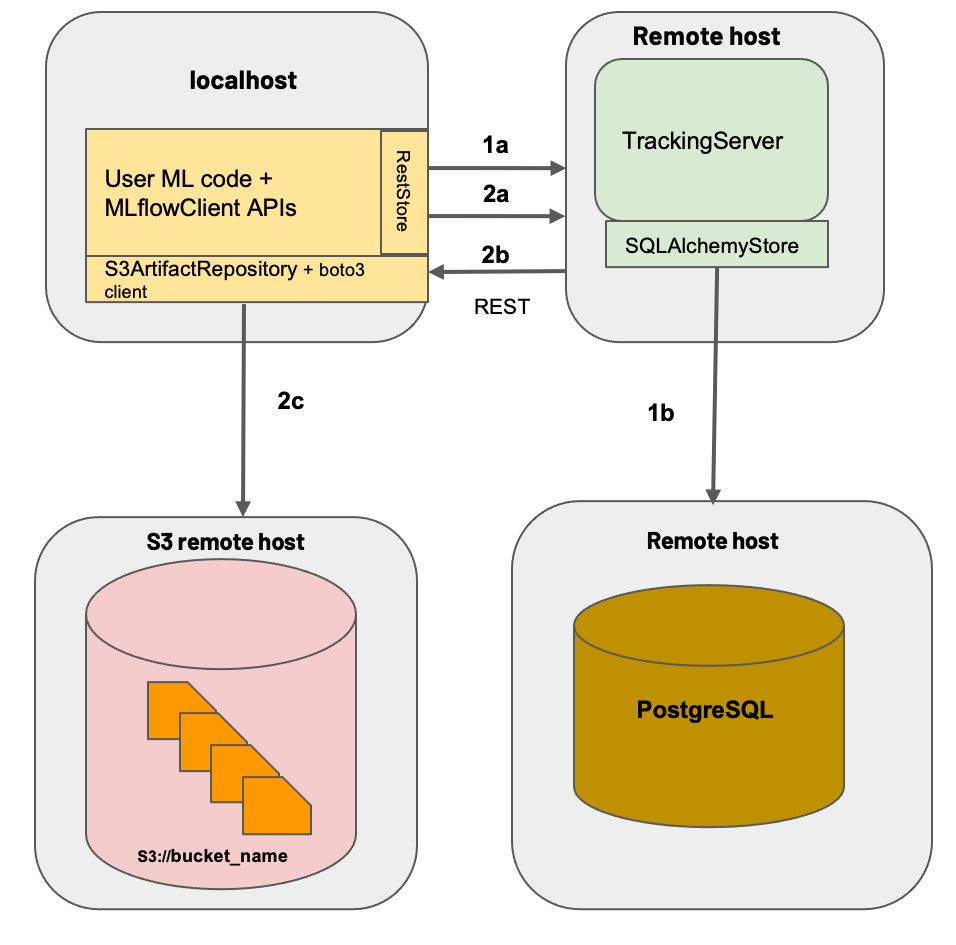 localhost
Remote host
TrackingServer
User ML code +
MLflowClient APIs
RestStore
1a
2a
2b
REST
SQLAlchemyStore
S3ArtifactRepository + boto3
client
2c
1b
S3 remote host
Remote host
PostgreSQL
S3://bucket_name